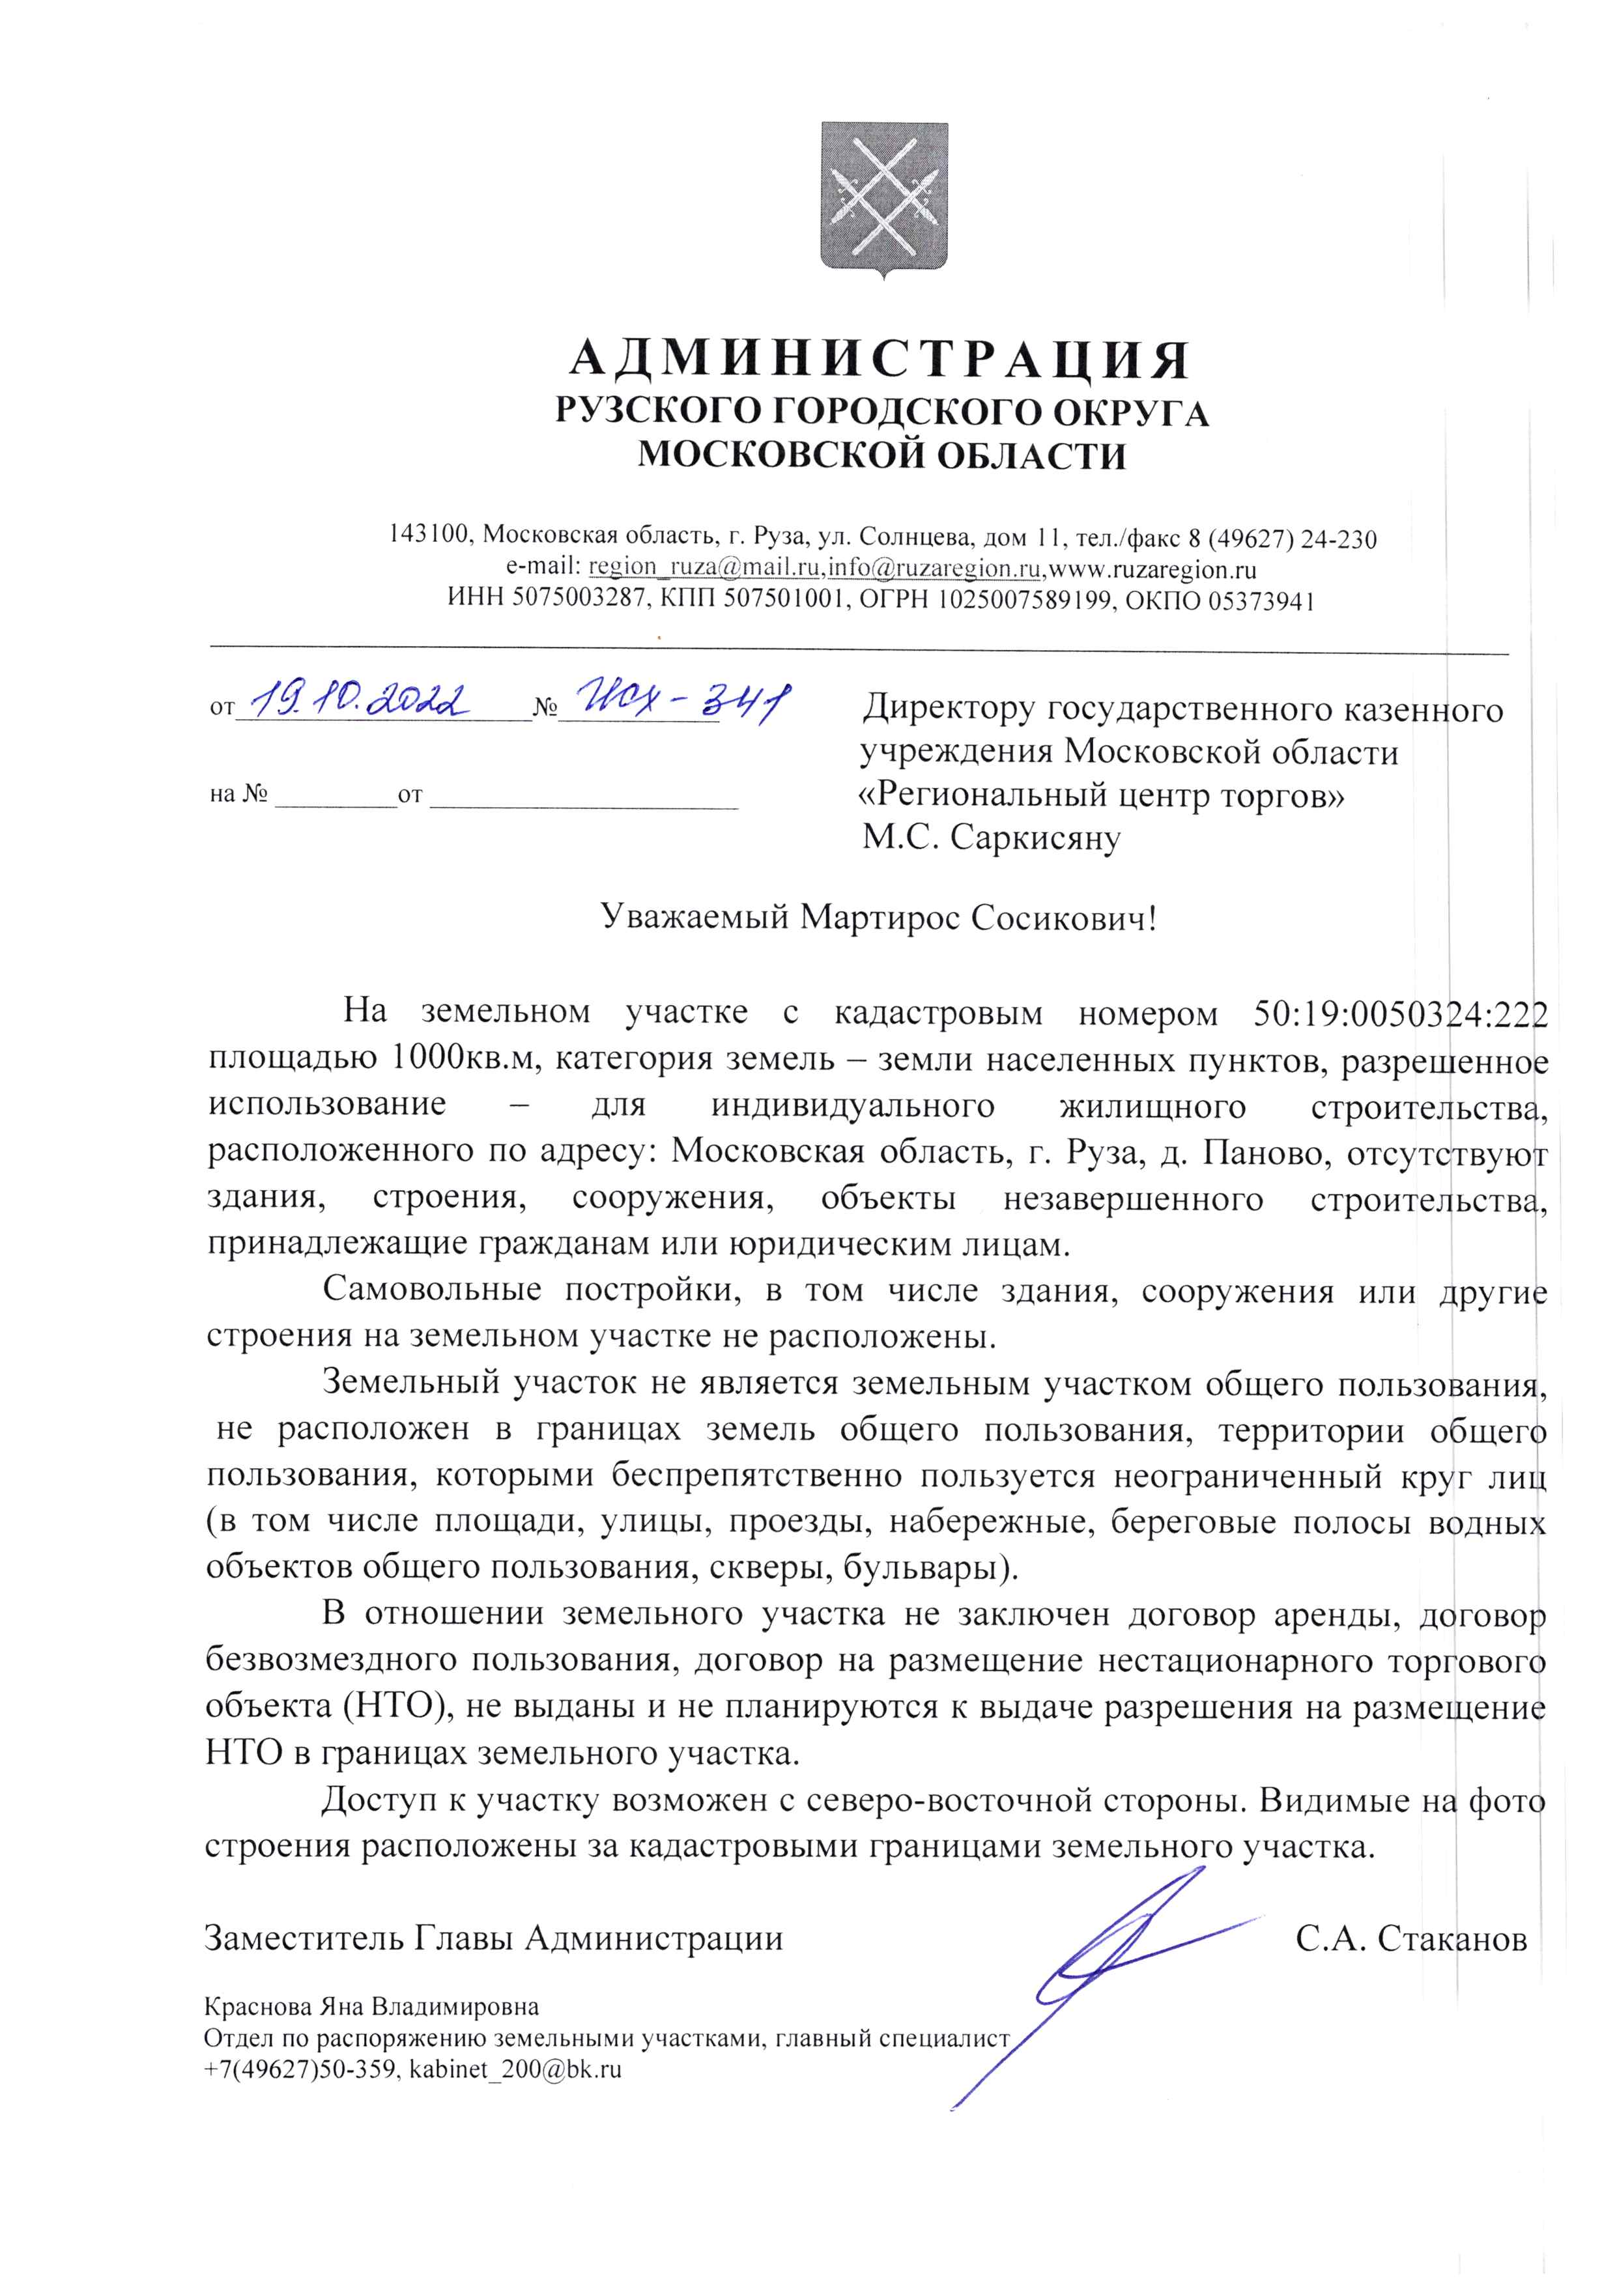 АДМИНИСТРАЦИЯ
РУЗСКОГО ГОРОДСКОГО ОКРУГА
МОСКОВСКОЙ ОБЛАСТИ
143100, Московская область, г. Руза, ул. Солнцева, дом 11, тел./факс 8 (49627) 24-230
e-mail: region_ruza@mail.ru,info@ruzaregion.ru,www.ruzaregion.ru
ИНН 5075003287, КПП 507501001, ОГРН 1025007589199, ОКПО 05373941
от 19.10.2022 № Исх-341
на № __________ от ____________________
Директору государственного казенного
учреждения Московской области
«Региональный центр торгов»
М.С. Саркисяну
Уважаемый Мартирос Сосикович!
На земельном участке с кадастровым номером 50:19:0050324:222
площадью 1000кв.м, категория земель – земли населенных пунктов, разрешенное
использование – для индивидуального жилищного строительства,
расположенного по адресу: Московская область, г. Руза, д. Паново, отсутствуют
здания, строения, сооружения, объекты незавершенного строительства,
принадлежащие гражданам или юридическим лицам.
Самовольные постройки, в том числе здания, сооружения или другие
строения на земельном участке не расположены.
Земельный участок не является земельным участком общего пользования,
не расположен в границах земель общего пользования, территории общего
пользования, которыми беспрепятственно пользуется неограниченный круг лиц
(в том числе площади, улицы, проезды, набережные, береговые полосы водных
объектов общего пользования, скверы, бульвары).
В отношении земельного участка не заключен договор аренды, договор
безвозмездного пользования, договор на размещение нестационарного торгового
объекта (НТО), не выданы и не планируются к выдаче разрешения на размещение
НТО в границах земельного участка.
Доступ к участку возможен с северо-восточной стороны. Видимые на фото
строения расположены за кадастровыми границами земельного участка.
Заместитель Главы Администрации С.А. Стаканов
Краснова Яна Владимировна
Отдел по распоряжению земельными участками, главный специалист
+7(49627)50-359, kabinet_200@bk.ru